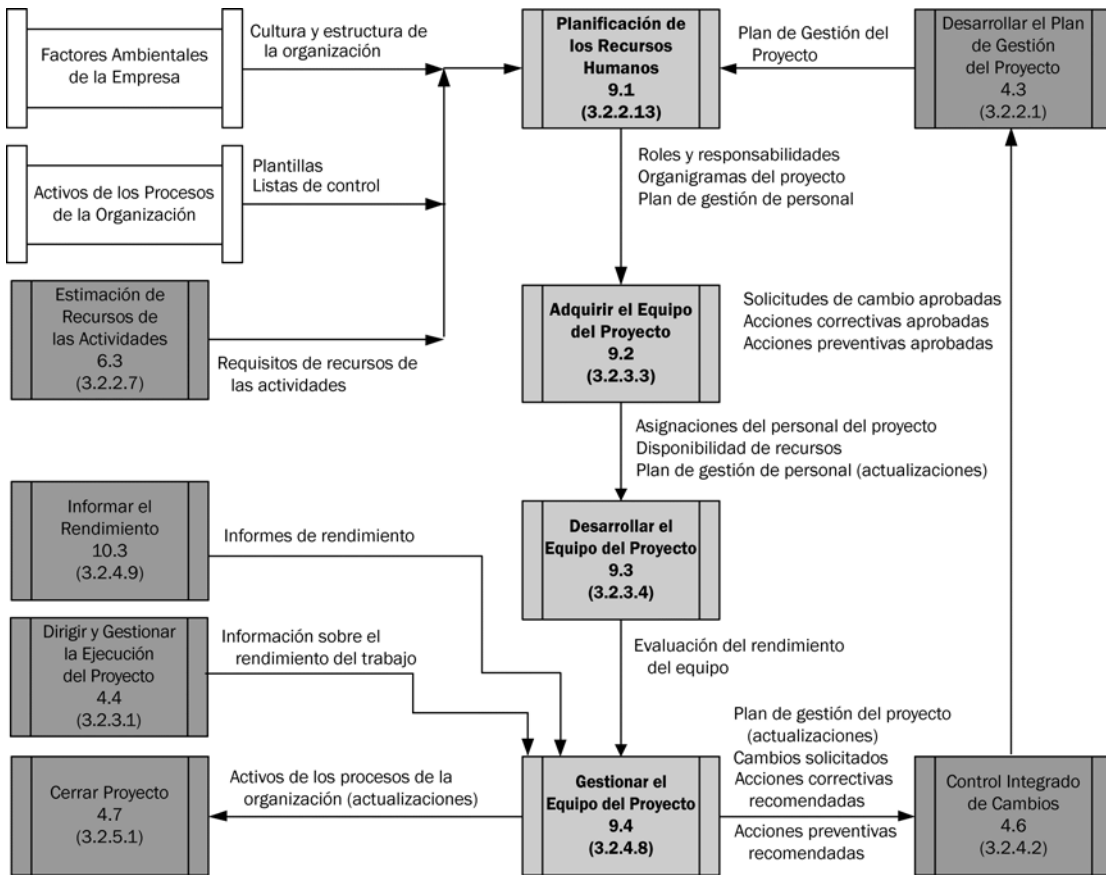 Factores Ambientales
de la Empresa
Cultura y estructura de
la organización
Planificación de
los Recursos
Humanos
9.1
(3.2.2.13)
Plan de Gestión del
Proyecto
Desarrollar el Plan
de Gestión
del Proyecto
4.3
(3.2.2.1)
Activos de los Procesos
de la Organización
Plantillas
Listas de control
Roles y responsabilidades
Organigramas del proyecto
Plan de gestión de personal
Estimación de
Recursos de
las Actividades
6.3
(3.2.2.7)
Requisitos de recursos de
las actividades
Adquirir el Equipo
del Proyecto
9.2
(3.2.3.3)
Solicitudes de cambio aprobadas
Acciones correctivas aprobadas
Acciones preventivas aprobadas
Asignaciones del personal del proyecto
Disponibilidad de recursos
Plan de gestión de personal (actualizaciones)
Informar el
Rendimiento
10.3
(3.2.4.9)
Informes de rendimiento
Desarrollar el
Equipo del Proyecto
9.3
(3.2.3.4)
Dirigir y Gestionar
la Ejecución
del Proyecto
4.4
(3.2.3.1)
Información sobre el
rendimiento del trabajo
Evaluación del rendimiento
del equipo
Cerrar Proyecto
4.7
(3.2.5.1)
Activos de los procesos de la
organización (actualizaciones)
Gestionar el
Equipo del Proyecto
9.4
(3.2.4.8)
Plan de gestión del proyecto
(actualizaciones)
Cambios solicitados
Acciones correctivas
recomendadas
Acciones preventivas
recomendadas
Control Integrado
de Cambios
4.6
(3.2.4.2)